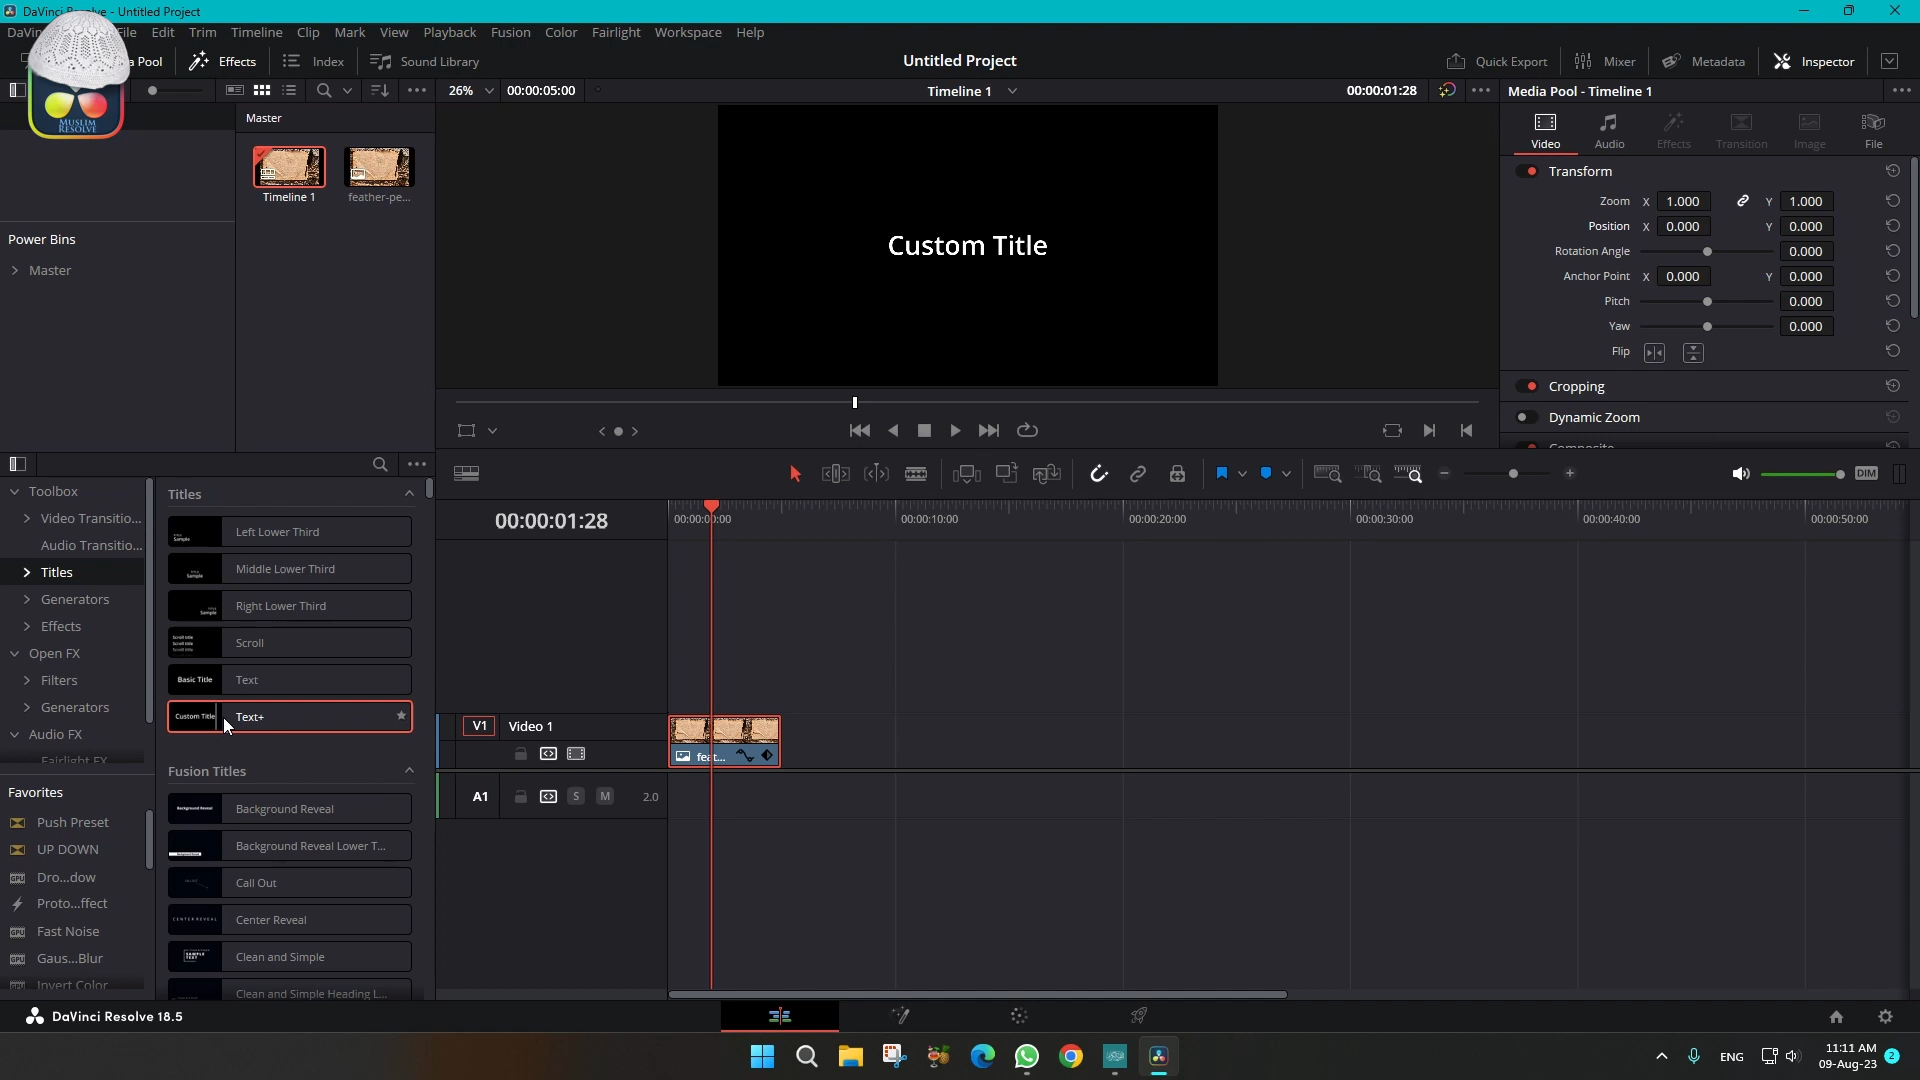 DaVinci Resolve - Untitled Project
File Edit Trim Timeline Clip Mark View Playback Fusion Color Fairlight Workspace Help
Pool Effects Index Sound Library Untitled Project Quick Export Mixer Metadata Inspector
26% 00:00:05:00 Timeline 1 00:00:01:28 Media Pool - Timeline 1
MUSLIM
RESOLVE
Master
Timeline 1 feather-pe...
Power Bins
Master
Custom Title
Video Audio Effects Transition Image File
Transform
Zoom X 1.000 Y 1.000
Position X 0.000 Y 0.000
Rotation Angle 0.000
Anchor Point X 0.000 Y 0.000
Pitch 0.000
Yaw 0.000
Flip
Cropping
Dynamic Zoom
Composite
Toolbox
Video Transitio...
Audio Transitio...
Titles
Generators
Effects
Open FX
Filters
Generators
Audio FX
Fairlight FX
Favorites
Push Preset
UP DOWN
Dro...dow
Proto...ffect
Fast Noise
Gaus...Blur
Invert Color
Titles
Left Lower Third
Middle Lower Third
Right Lower Third
Scroll
Basic Title Text
Custom Title Text+
Fusion Titles
Background Reveal
Background Reveal Lower T...
Call Out
Center Reveal
Clean and Simple
Clean and Simple Heading L...
DIM
00:00:01:28
00:00:00:00 00:00:10:00 00:00:20:00 00:00:30:00 00:00:40:00 00:00:50:00
V1 Video 1
feat...
A1 S M 2.0
DaVinci Resolve 18.5
ENG
11:11 AM
09-Aug-23
2